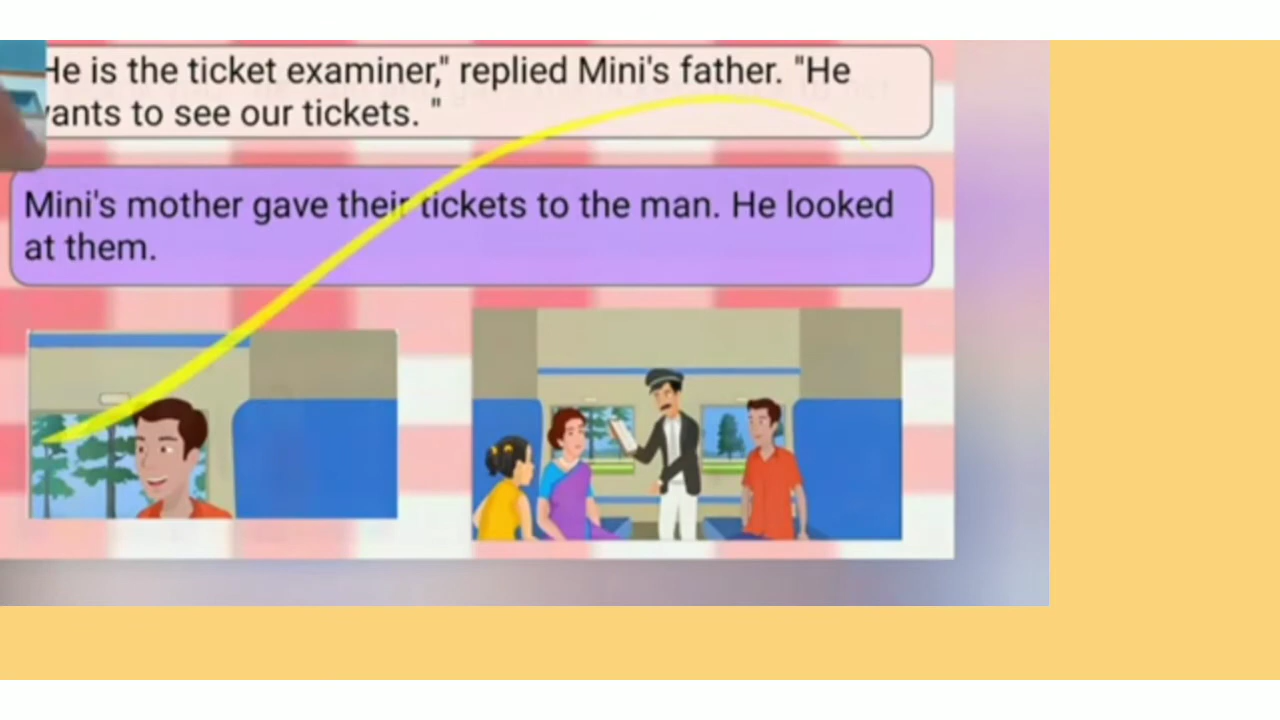 He is the ticket examiner," replied Mini's father. "He
wants to see our tickets. "
Mini's mother gave their tickets to the man. He looked
at them.